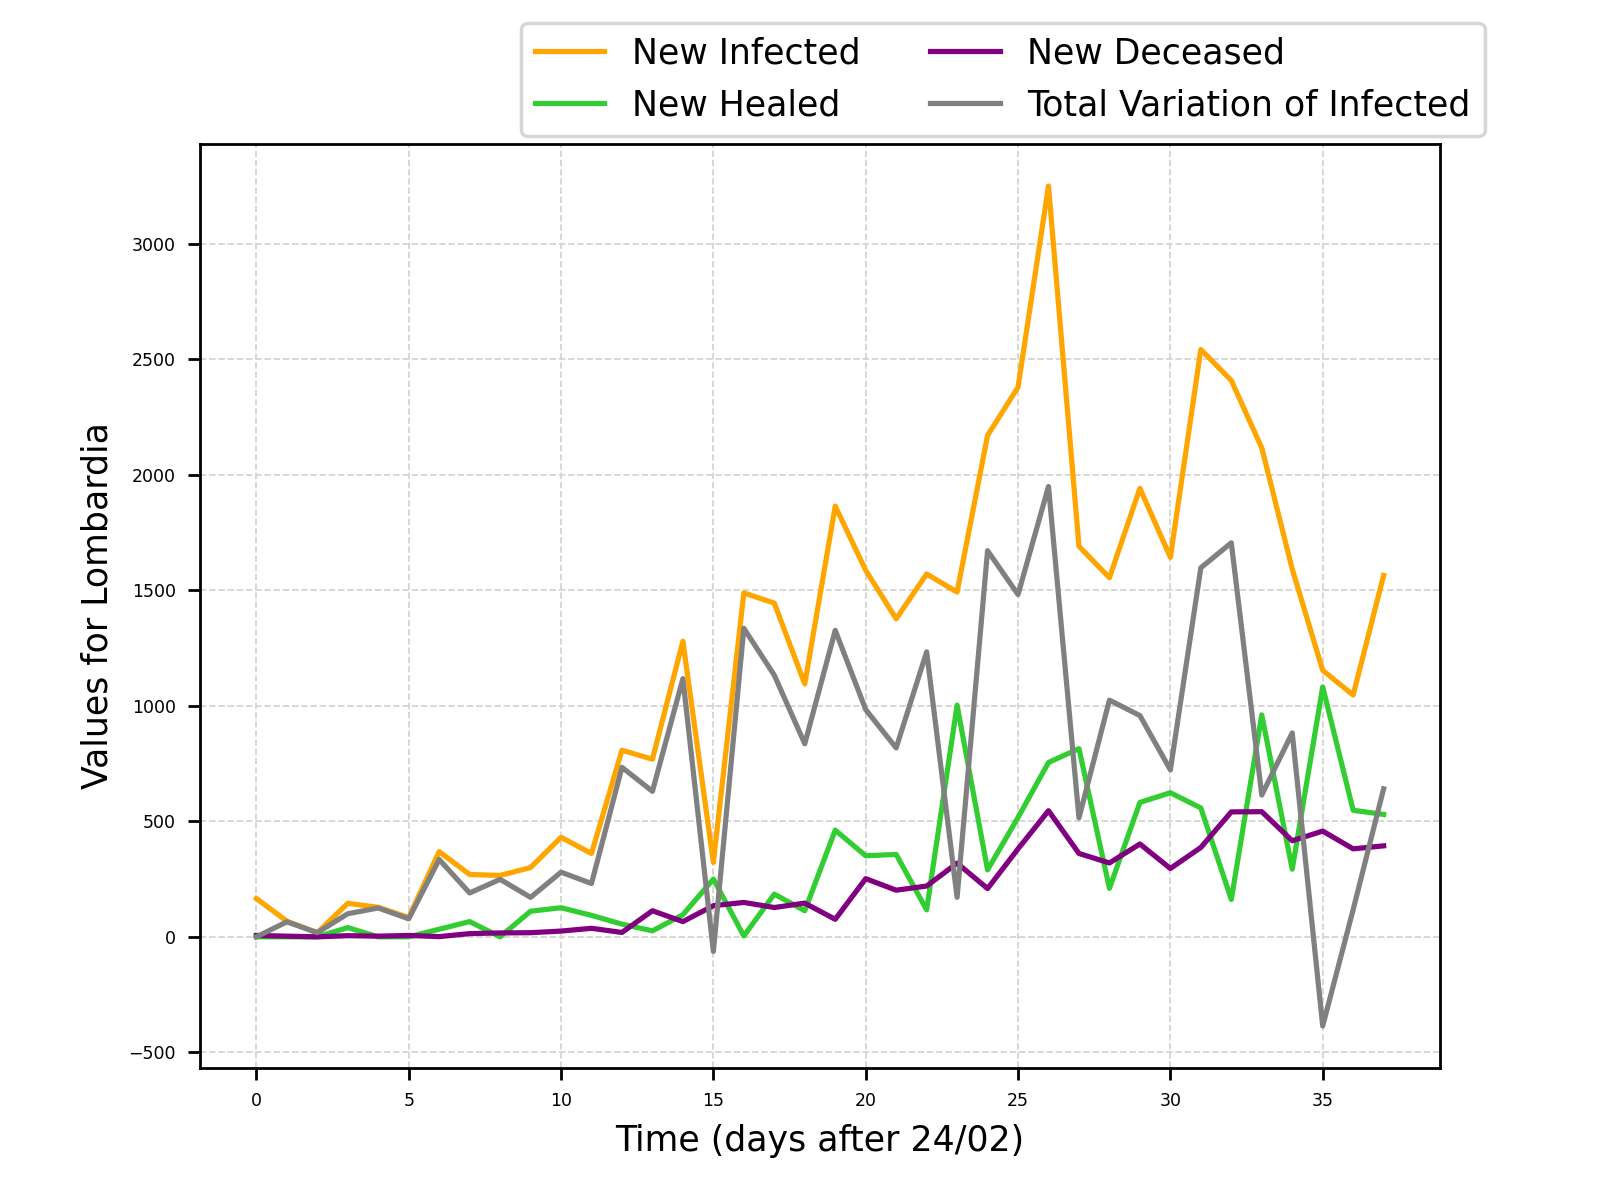 New Infected
New Healed
New Deceased
Total Variation of Infected
3000
2500
2000
1500
1000
500
0
−500
Values for Lombardia
0 5 10 15 20 25 30 35
Time (days after 24/02)